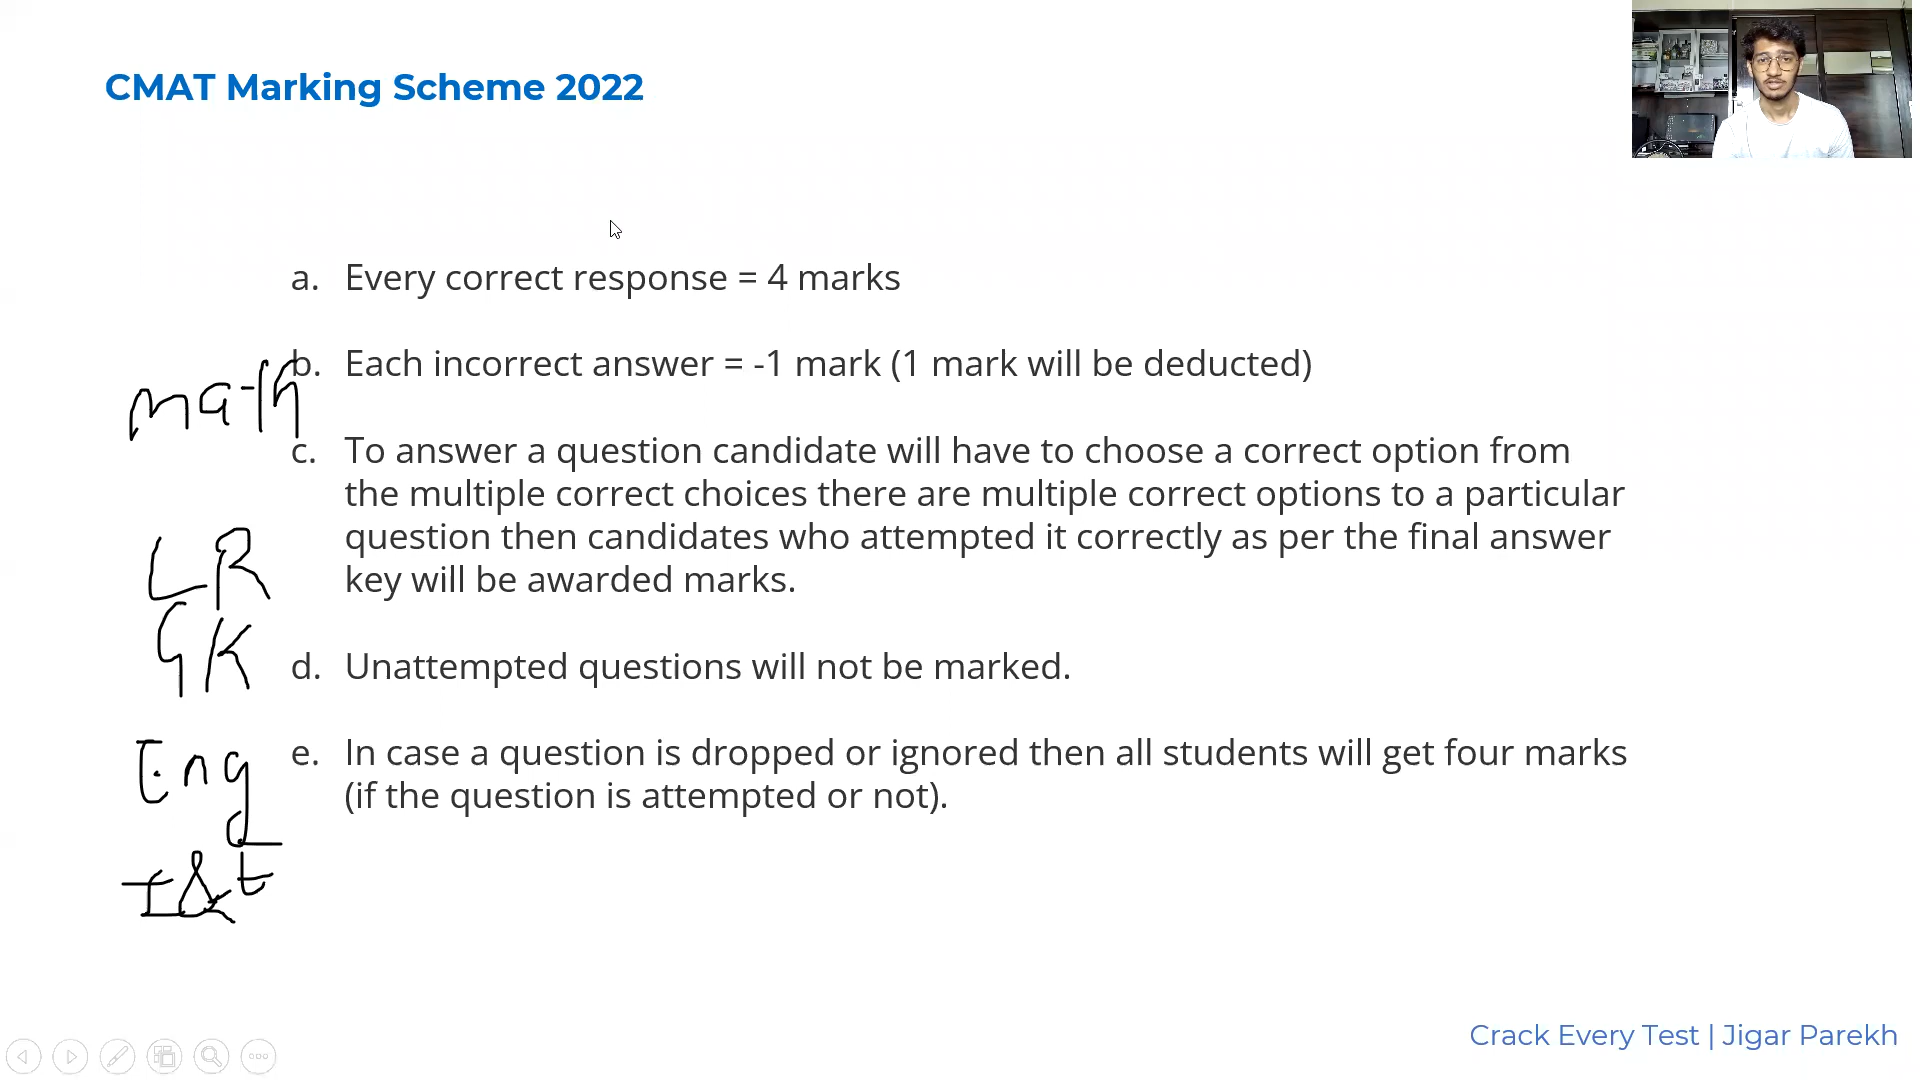 CMAT Marking Scheme 2022
a. Every correct response = 4 marks
b. Each incorrect answer = -1 mark (1 mark will be deducted)
math
c. To answer a question candidate will have to choose a correct option from
the multiple correct choices there are multiple correct options to a particular
question then candidates who attempted it correctly as per the final answer
key will be awarded marks.
LR
GK
d. Unattempted questions will not be marked.
Eng
e. In case a question is dropped or ignored then all students will get four marks
(if the question is attempted or not).
I&E
Crack Every Test | Jigar Parekh